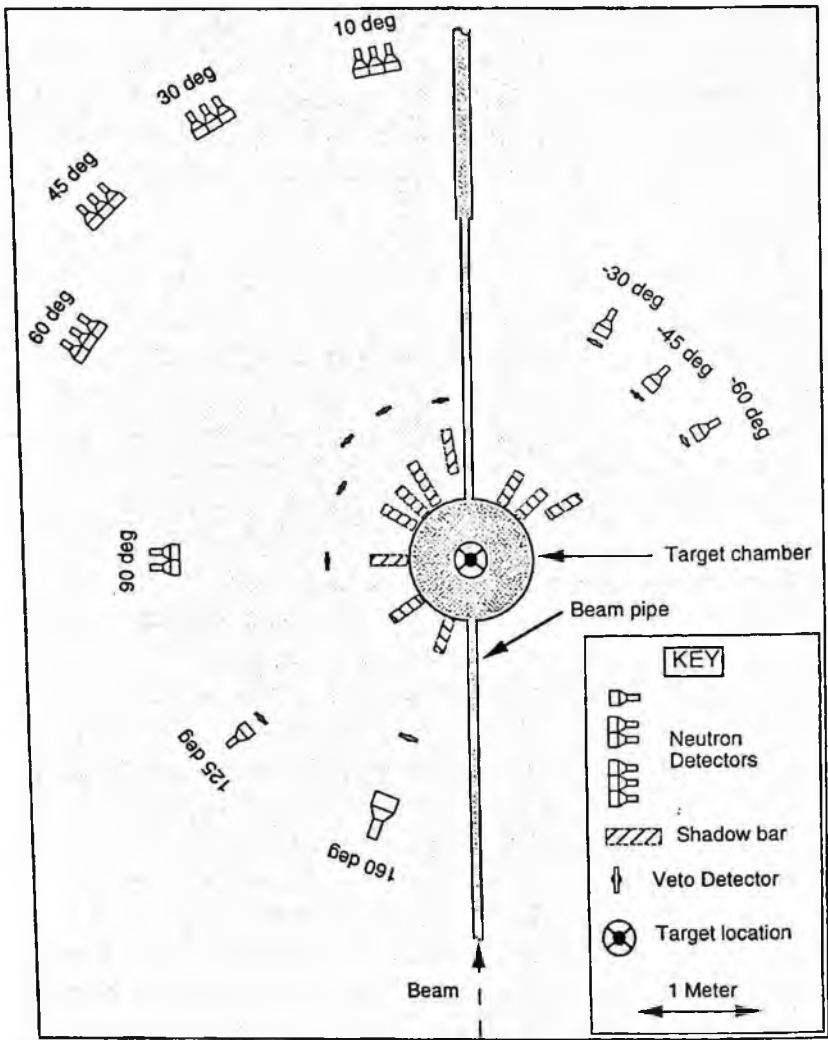 10 deg
30 deg
45 deg
60 deg
-30 deg
-45 deg
-60 deg
90 deg
Target chamber
Beam pipe
125 deg
160 deg
Beam
KEY
Neutron
Detectors
Shadow bar
Veto Detector
Target location
1 Meter